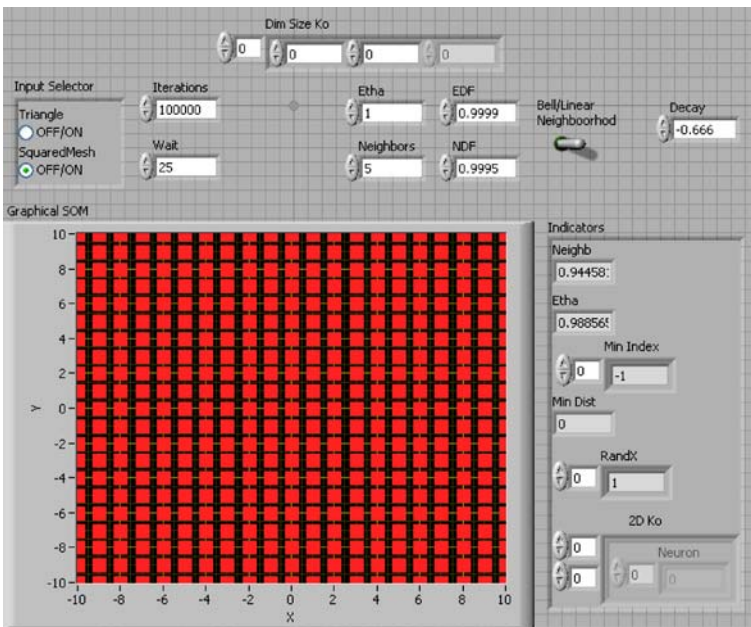 Dim Size Ko
0 0 0 0
Input Selector
Triangle
OFF/ON
SquaredMesh
OFF/ON
Iterations
100000
Wait
25
Etha
1
Neighbors
5
EDF
0.9999
NDF
0.9995
Bell/Linear
Neighboorhod
Decay
-0.666
Graphical SOM
10
8
6
4
2
0
-2
-4
-6
-8
-10
Y
-10 -8 -6 -4 -2 0 2 4 6 8 10
X
Indicators
Neighb
0.94458
Etha
0.98856
Min Index
0 -1
Min Dist
0
RandX
0 1
2D Ko
0
0
Neuron
0 0